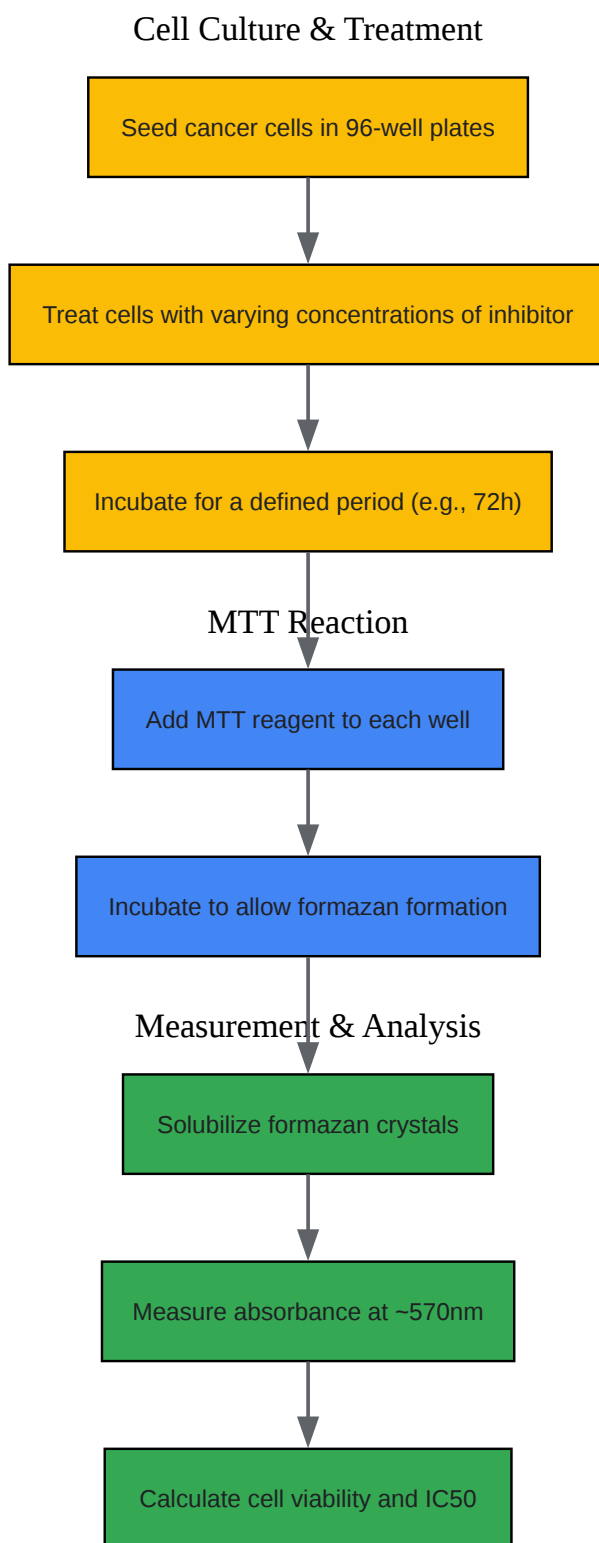 Cell Culture & Treatment
Seed cancer cells in 96-well plates
Treat cells with varying concentrations of inhibitor
Incubate for a defined period (e.g., 72h)
MTT Reaction
Add MTT reagent to each well
Incubate to allow formazan formation
Measurement & Analysis
Solubilize formazan crystals
Measure absorbance at ~570nm
Calculate cell viability and IC50